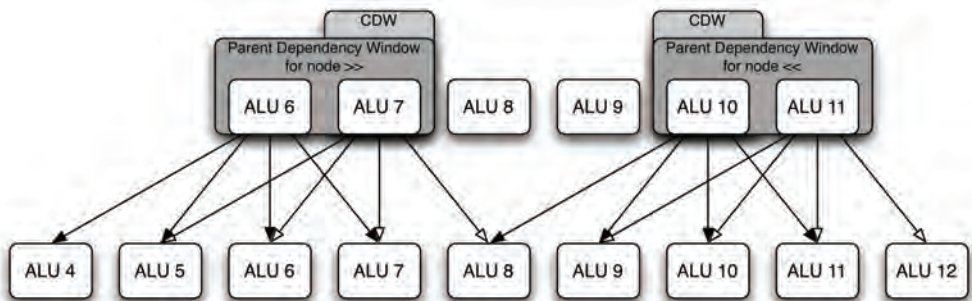 CDW
CDW
Parent Dependency Window
for node >>
Parent Dependency Window
for node <<
ALU 6
ALU 7
ALU 8
ALU 9
ALU 10
ALU 11
ALU 4
ALU 5
ALU 6
ALU 7
ALU 8
ALU 9
ALU 10
ALU 11
ALU 12